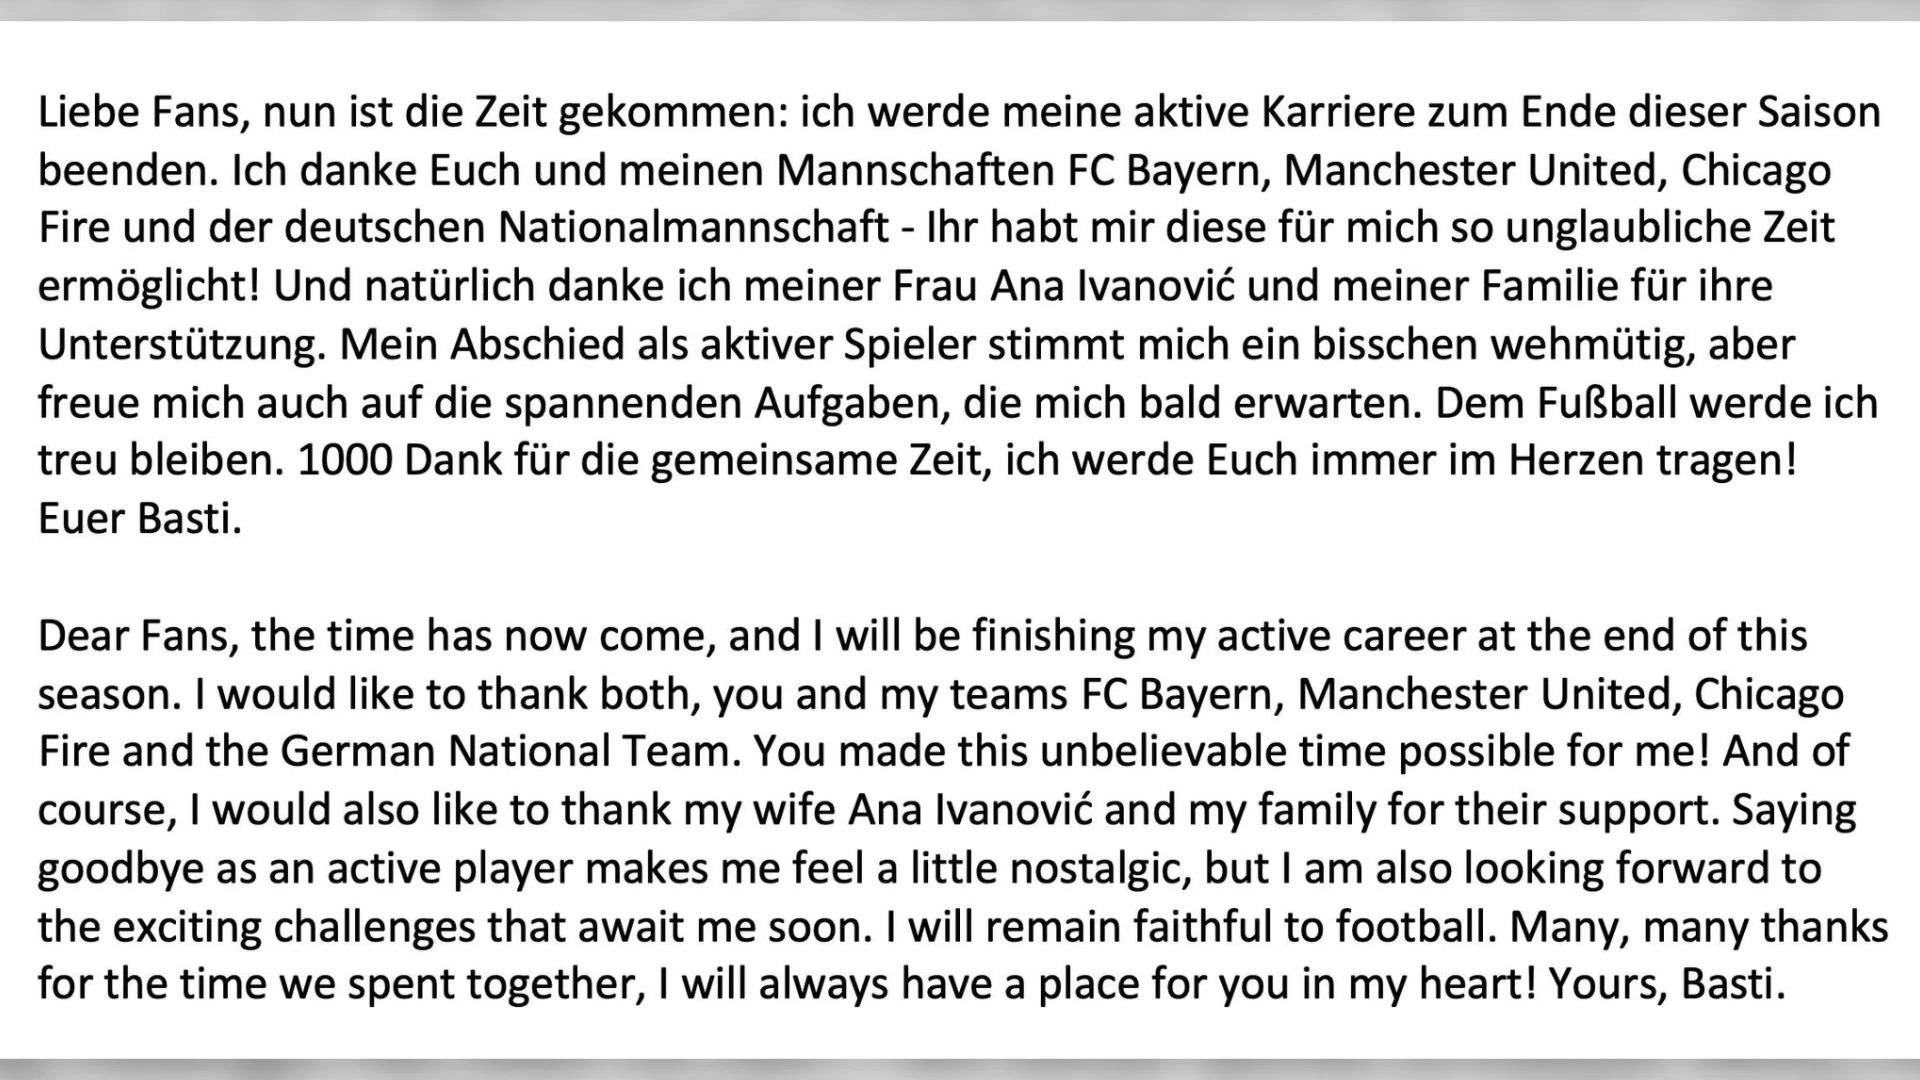 Liebe Fans, nun ist die Zeit gekommen: ich werde meine aktive Karriere zum Ende dieser Saison
beenden. Ich danke Euch und meinen Mannschaften FC Bayern, Manchester United, Chicago
Fire und der deutschen Nationalmannschaft - Ihr habt mir diese für mich so unglaubliche Zeit
ermöglicht! Und natürlich danke ich meiner Frau Ana Ivanović und meiner Familie für ihre
Unterstützung. Mein Abschied als aktiver Spieler stimmt mich ein bisschen wehmütig, aber
freue mich auch auf die spannenden Aufgaben, die mich bald erwarten. Dem Fußball werde ich
treu bleiben. 1000 Dank für die gemeinsame Zeit, ich werde Euch immer im Herzen tragen!
Euer Basti.
Dear Fans, the time has now come, and I will be finishing my active career at the end of this
season. I would like to thank both, you and my teams FC Bayern, Manchester United, Chicago
Fire and the German National Team. You made this unbelievable time possible for me! And of
course, I would also like to thank my wife Ana Ivanović and my family for their support. Saying
goodbye as an active player makes me feel a little nostalgic, but I am also looking forward to
the exciting challenges that await me soon. I will remain faithful to football. Many, many thanks
for the time we spent together, I will always have a place for you in my heart! Yours, Basti.